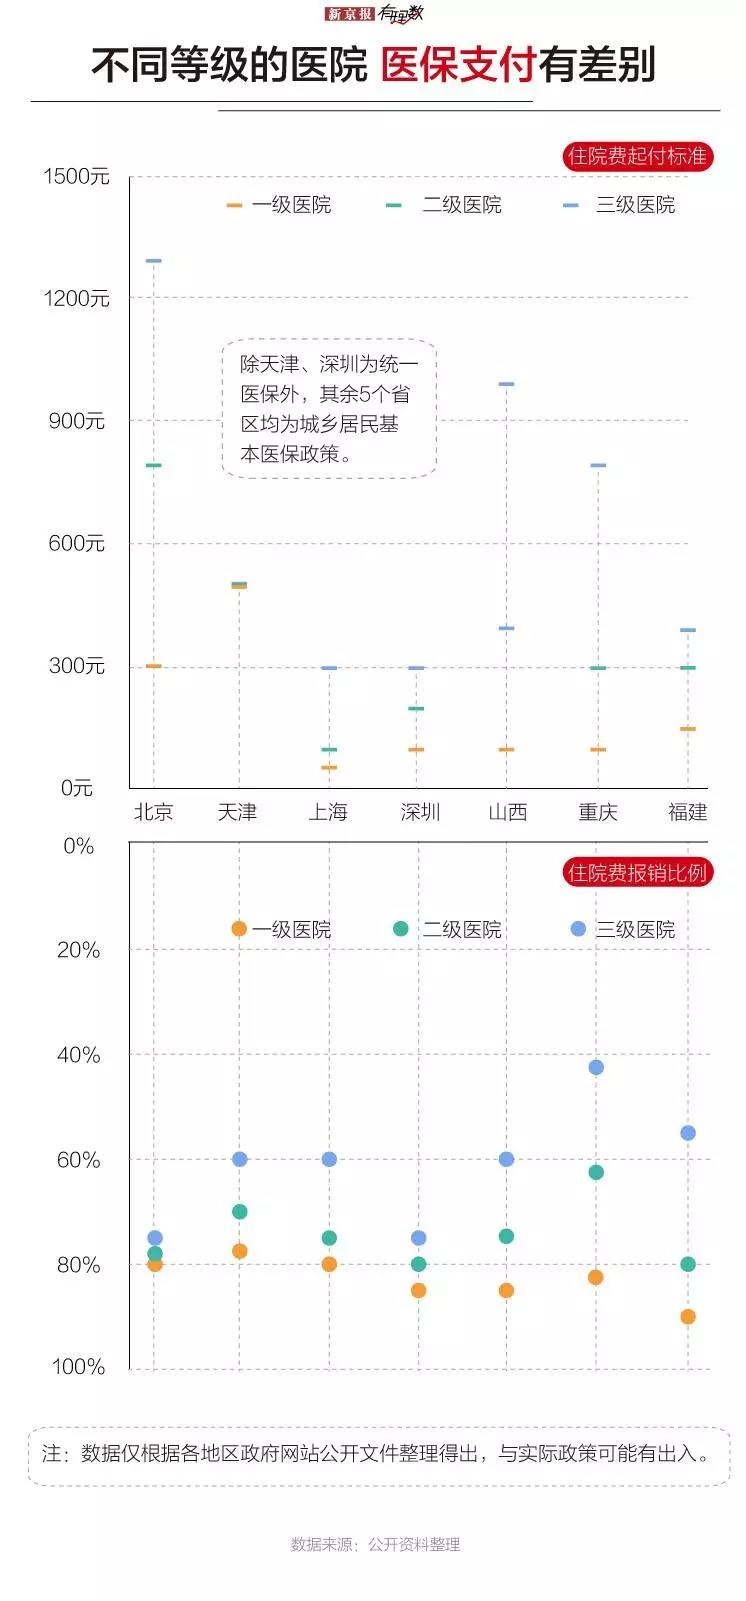 新京报 有理数
不同等级的医院 医保支付有差别
住院费起付标准
1500元
一级医院 二级医院 三级医院
1200元
除天津、深圳为统一
医保外，其余5个省
区均为城乡居民基
本医保政策。
900元
600元
300元
0元
北京 天津 上海 深圳 山西 重庆 福建
0%
住院费报销比例
一级医院 二级医院 三级医院
20%
40%
60%
80%
100%
注：数据仅根据各地区政府网站公开文件整理得出，与实际政策可能有出入。
数据来源：公开资料整理